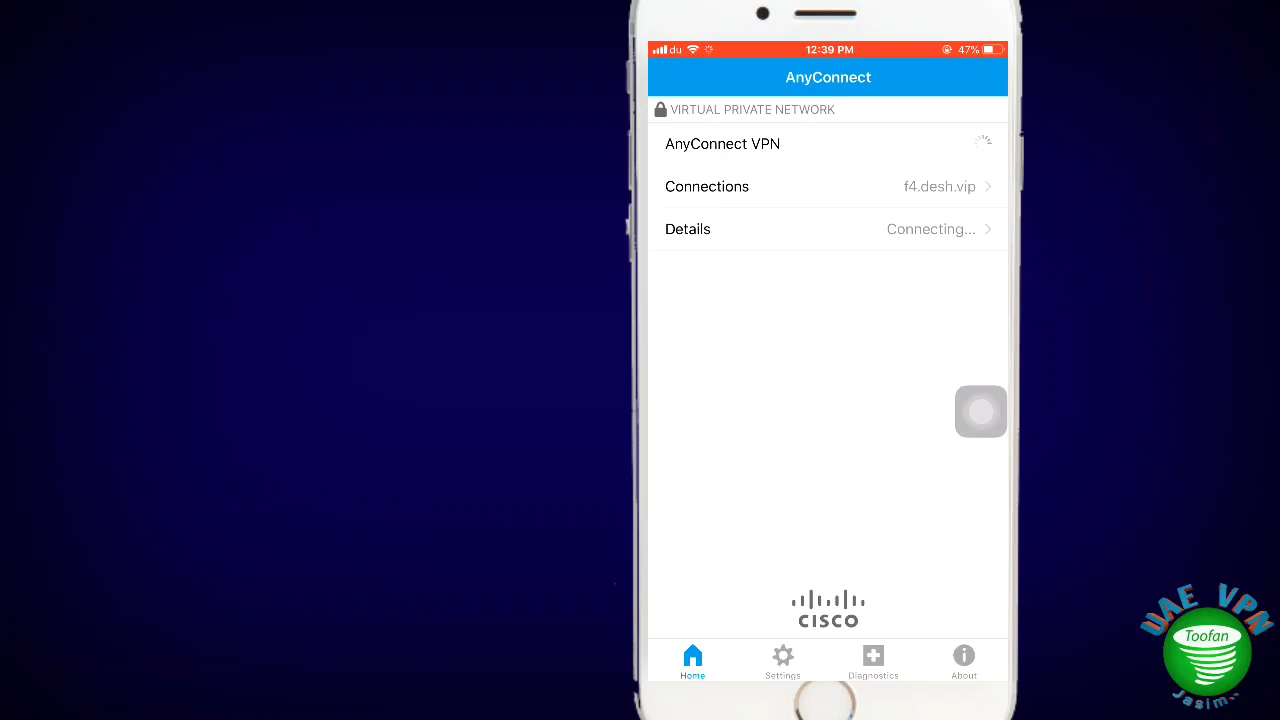 du 12:39 PM 47%
AnyConnect
VIRTUAL PRIVATE NETWORK
AnyConnect VPN
Connections f4.desh.vip
Details Connecting...
CISCO
Home Settings Diagnostics About
UAE VPN
Toofan
Jasim..